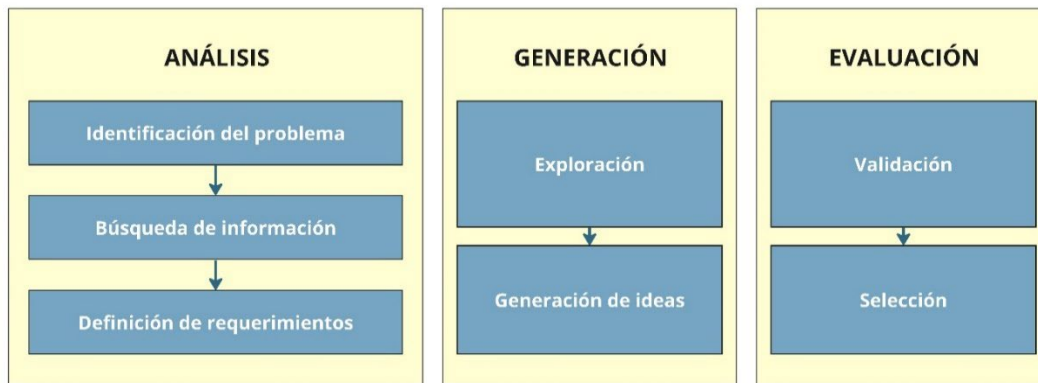 ANÁLISIS
Identificación del problema
Búsqueda de información
Definición de requerimientos
GENERACIÓN
Exploración
Generación de ideas
EVALUACIÓN
Validación
Selección